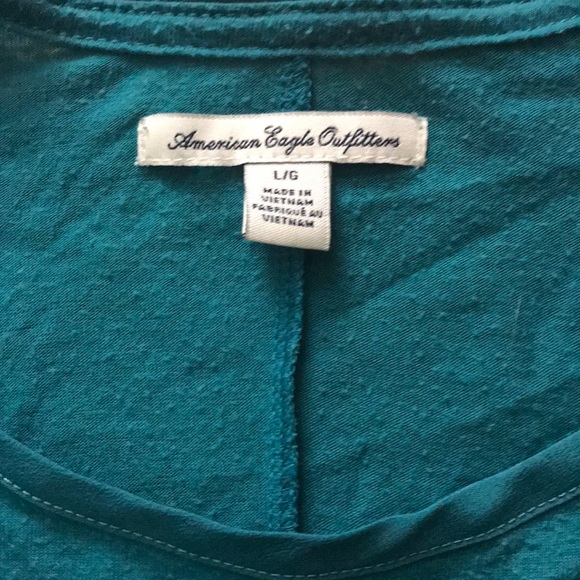 American Eagle Outfitters
L/G
MADE IN
VIETNAM
FABRIQUÉ AU
VIETNAM